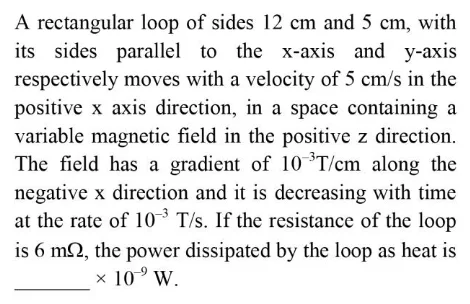 A rectangular loop of sides 12 cm and 5 cm, with
its sides parallel to the x-axis and y-axis
respectively moves with a velocity of 5 cm/s in the
positive x axis direction, in a space containing a
variable magnetic field in the positive z direction.
The field has a gradient of 10⁻³T/cm along the
negative x direction and it is decreasing with time
at the rate of 10⁻³ T/s. If the resistance of the loop
is 6 mΩ, the power dissipated by the loop as heat is
_________ × 10⁻⁹ W.